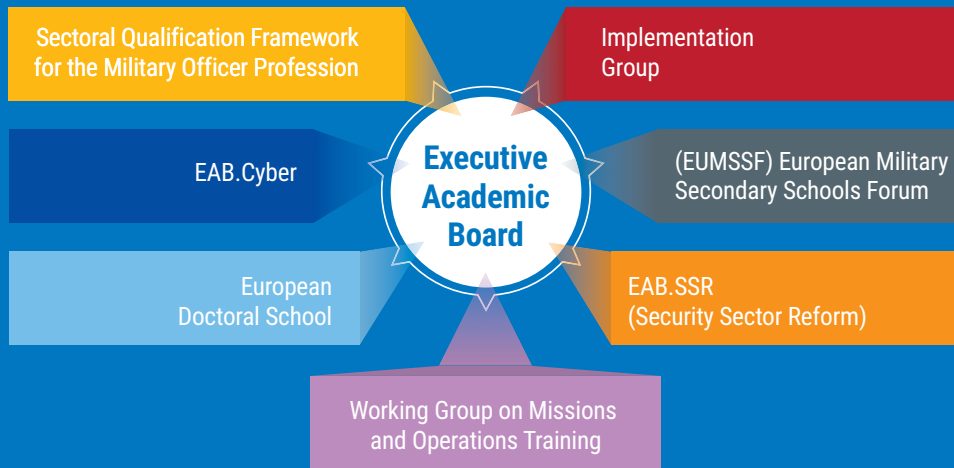 Sectoral Qualification Framework
for the Military Officer Profession
Implementation
Group
EAB.Cyber
Executive
Academic
Board
(EUMSSF) European Military
Secondary Schools Forum
European
Doctoral School
EAB.SSR
(Security Sector Reform)
Working Group on Missions
and Operations Training